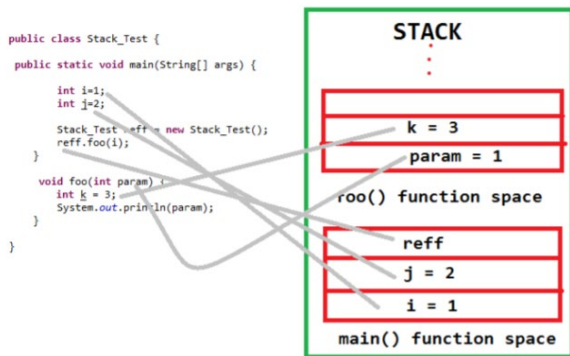 public class Stack_Test {
public static void main(String[] args) {
int i=1;
int j=2;
Stack_Test reff = new Stack_Test();
reff.foo(i);
}
void foo(int param) {
int k = 3;
System.out.println(param);
}
}
STACK
k = 3
param = 1
foo() function space
reff
j = 2
i = 1
main() function space